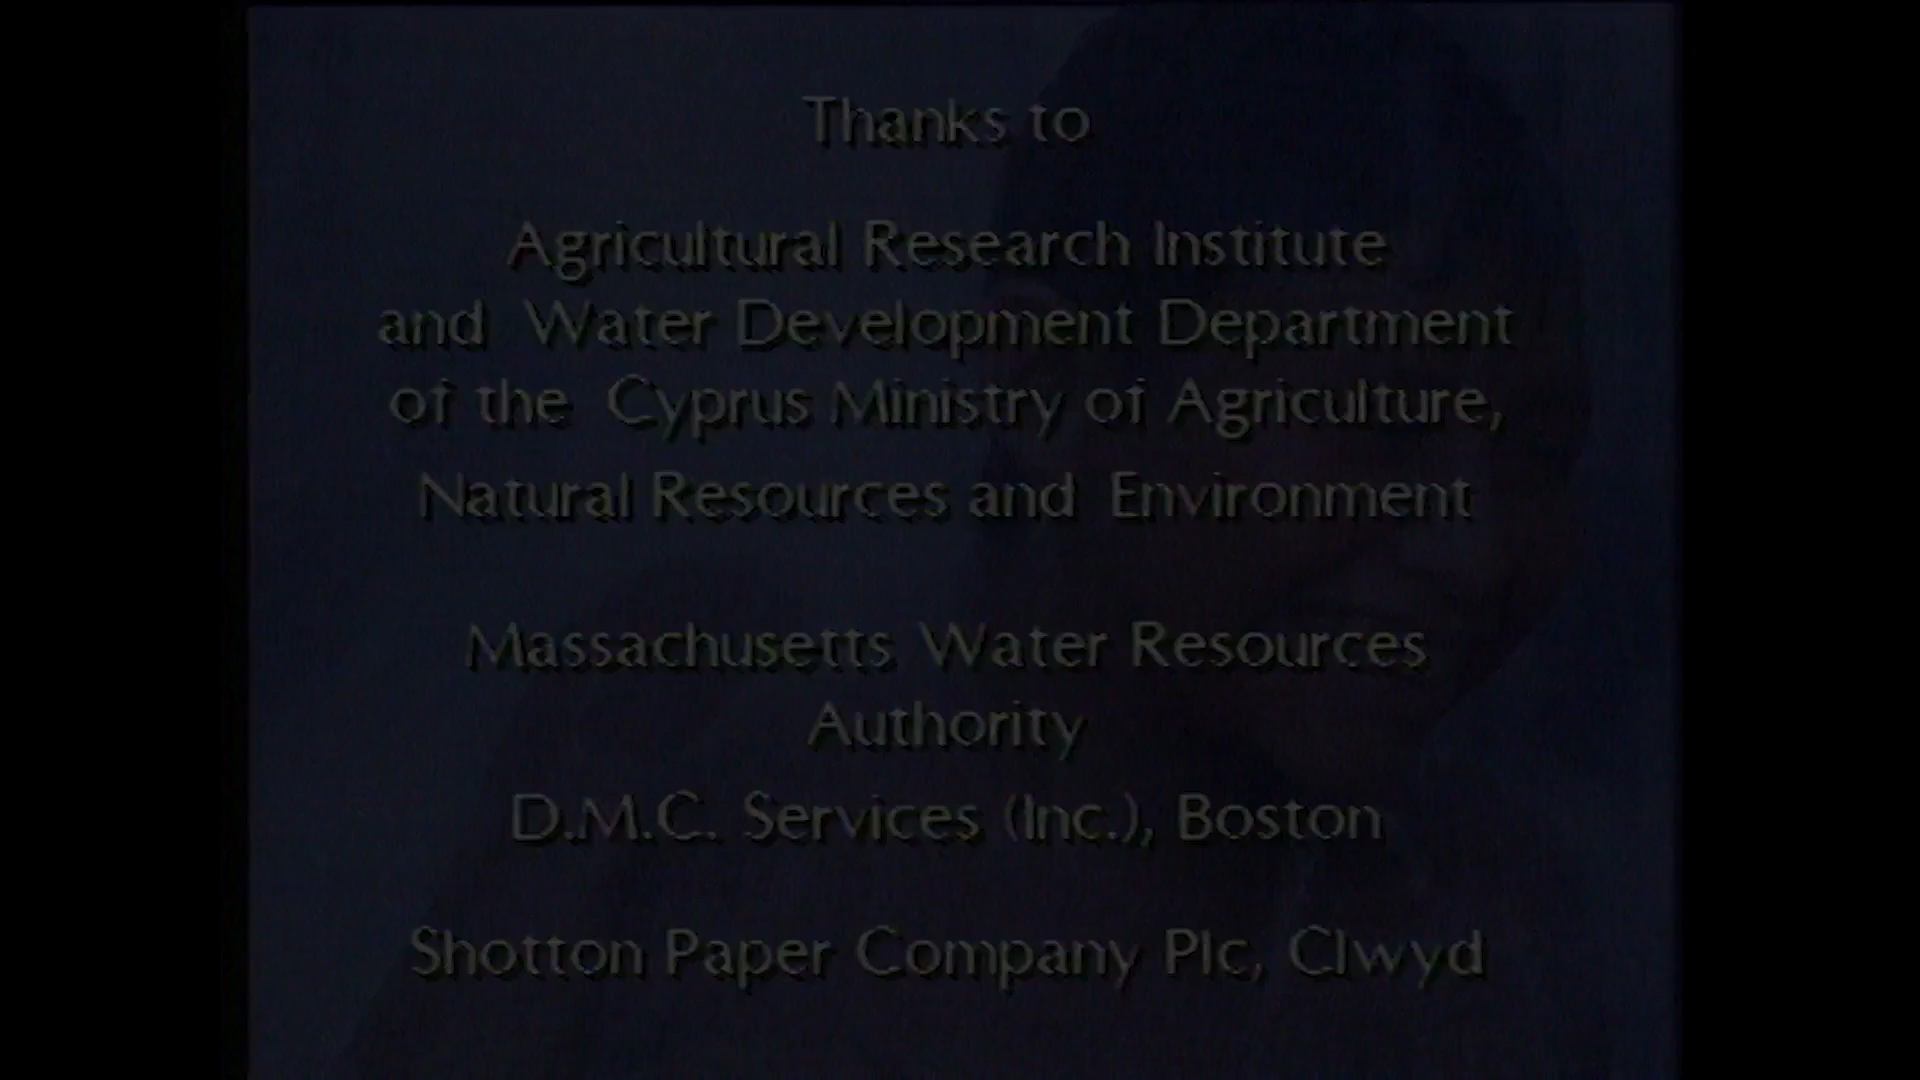 Thanks to
Agricultural Research Institute
and Water Development Department
of the Cyprus Ministry of Agriculture,
Natural Resources and Environment
Massachusetts Water Resources
Authority
D.M.C. Services (Inc.), Boston
Shotton Paper Company Plc, Clwyd